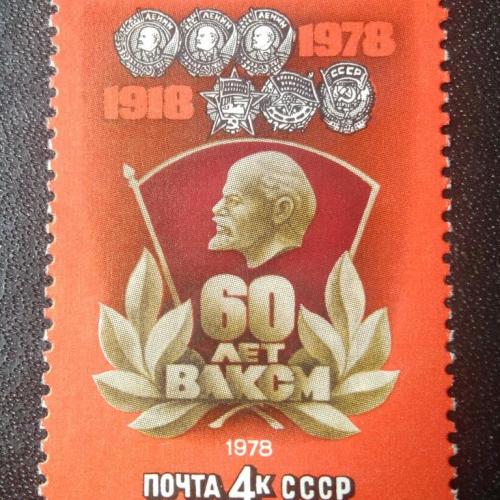 ЛЕНИН ЛЕНИН ЛЕНИН 1978
1918 СССР
60
ЛЕТ
ВЛКСМ
1978
ПОЧТА 4К СССР